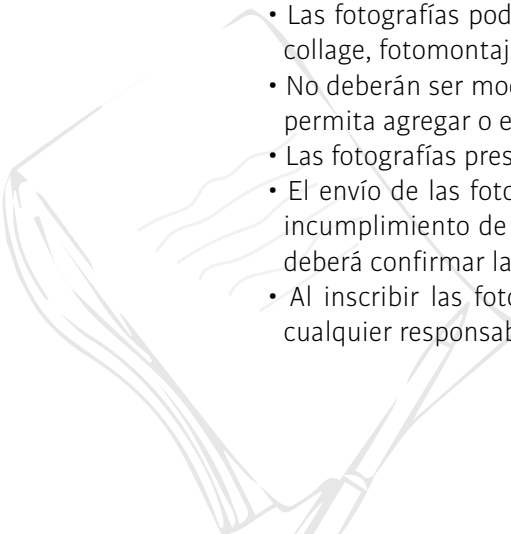 • Las fotografías pod
collage, fotomontaj
• No deberán ser mo
permita agregar o e
• Las fotografías pres
• El envío de las foto
incumplimiento de
deberá confirmar la
• Al inscribir las foto
cualquier responsab